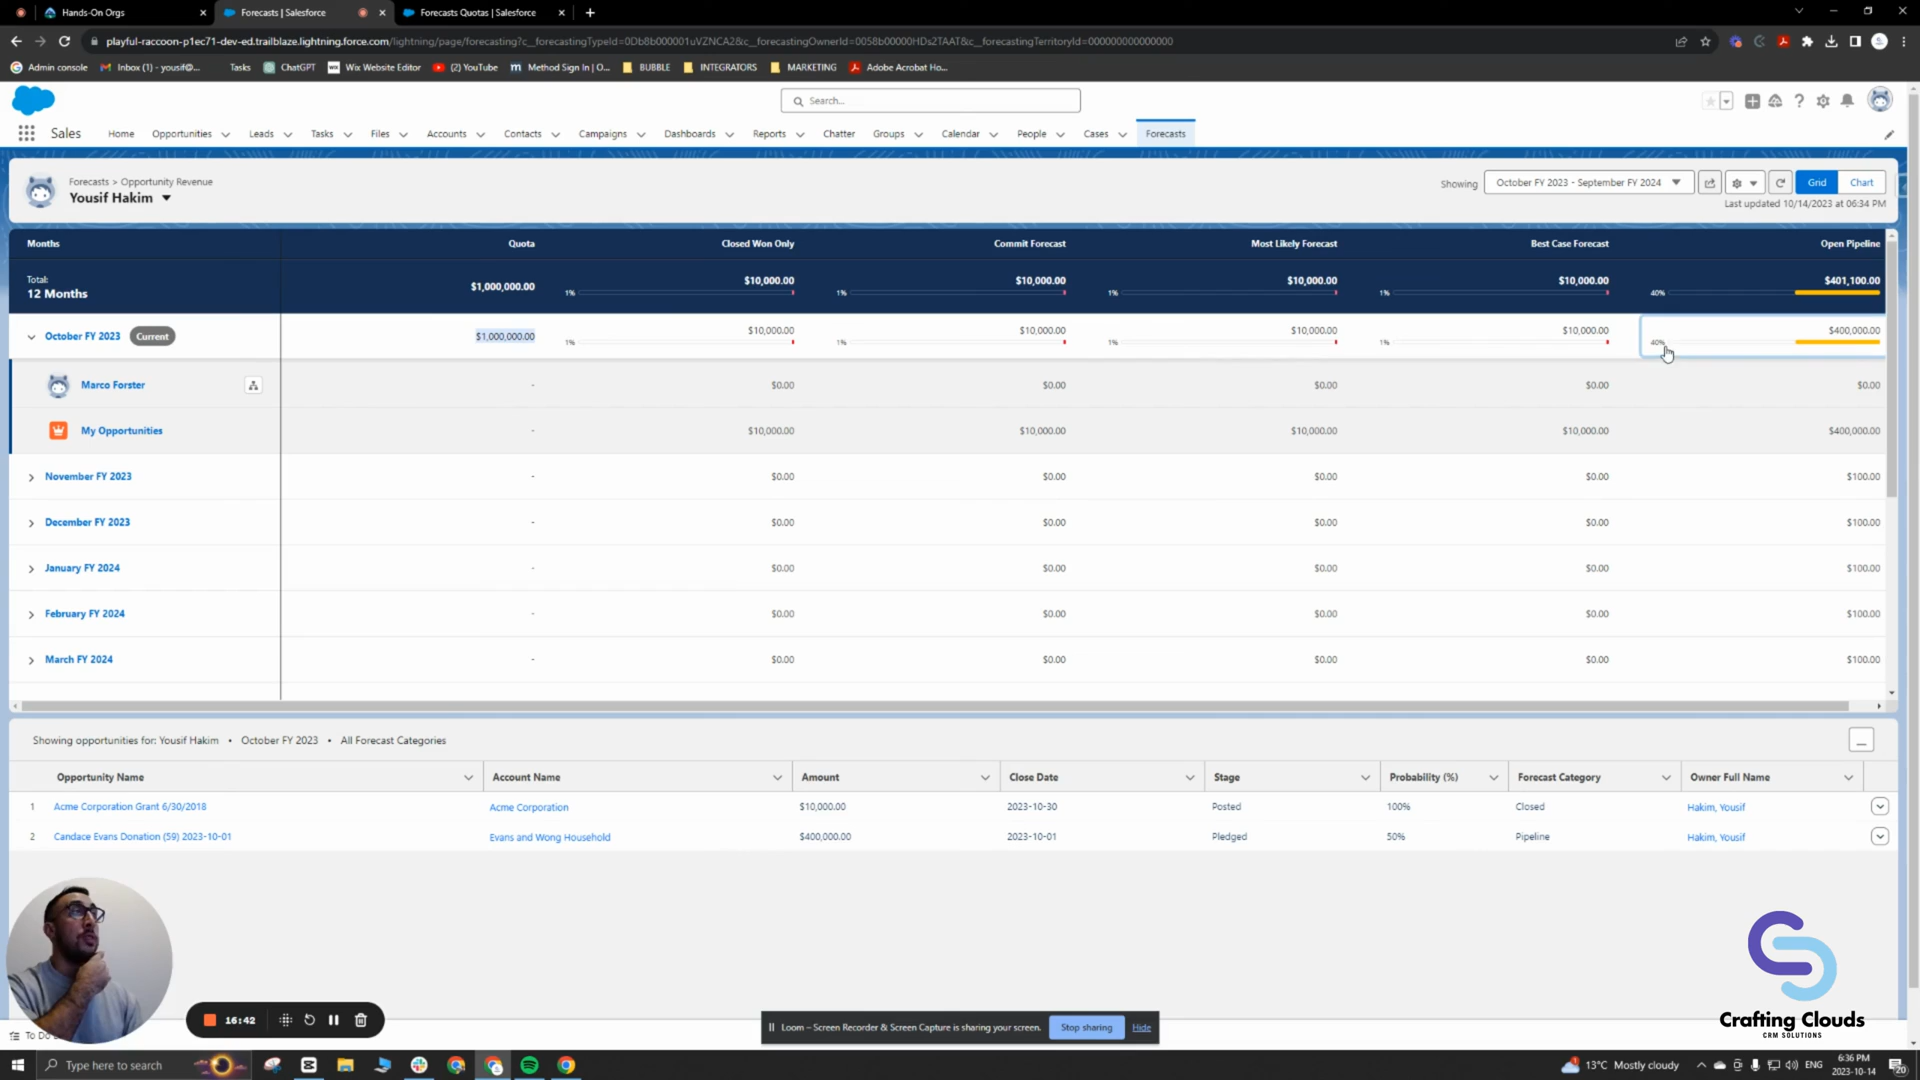 Hands-On Orgs
Forecasts | Salesforce
Forecasts Quotas | Salesforce
playful-raccoon-p1ec71-dev-ed.trailblaze.lightning.force.com/lightning/page/forecasting?c__forecastingTypeId=0Db8b000001uVZNCA2&c__forecastingOwnerId=0058b00000HDs2TAAT&c__forecastingTerritoryId=000000000000000
Admin console
Inbox (1) - yousif@...
Tasks
ChatGPT
Wix Website Editor
(2) YouTube
Method Sign In | O...
BUBBLE
INTEGRATORS
MARKETING
Adobe Acrobat Ho...
Search...
Sales
Home Opportunities Leads Tasks Files Accounts Contacts Campaigns Dashboards Reports Chatter Groups Calendar People Cases Forecasts
Forecasts > Opportunity Revenue
Yousif Hakim
Showing October FY 2023 - September FY 2024 Grid Chart
Last updated 10/14/2023 at 06:34 PM
Months Quota Closed Won Only Commit Forecast Most Likely Forecast Best Case Forecast Open Pipeline
Total:
12 Months $1,000,000.00 1% $10,000.00 1% $10,000.00 1% $10,000.00 1% $10,000.00 40% $401,100.00
October FY 2023 Current $1,000,000.00 1% $10,000.00 1% $10,000.00 1% $10,000.00 1% $10,000.00 40% $400,000.00
Marco Forster - $0.00 $0.00 $0.00 $0.00 $0.00
My Opportunities - $10,000.00 $10,000.00 $10,000.00 $10,000.00 $400,000.00
November FY 2023 - $0.00 $0.00 $0.00 $0.00 $100.00
December FY 2023 - $0.00 $0.00 $0.00 $0.00 $100.00
January FY 2024 - $0.00 $0.00 $0.00 $0.00 $100.00
February FY 2024 - $0.00 $0.00 $0.00 $0.00 $100.00
March FY 2024 - $0.00 $0.00 $0.00 $0.00 $100.00
Showing opportunities for: Yousif Hakim • October FY 2023 • All Forecast Categories
Opportunity Name Account Name Amount Close Date Stage Probability (%) Forecast Category Owner Full Name
1 Acme Corporation Grant 6/30/2018 Acme Corporation $10,000.00 2023-10-30 Posted 100% Closed Hakim, Yousif
2 Candace Evans Donation (59) 2023-10-01 Evans and Wong Household $400,000.00 2023-10-01 Pledged 50% Pipeline Hakim, Yousif
16:42
To Do
Loom – Screen Recorder & Screen Capture is sharing your screen. Stop sharing Hide
Crafting Clouds
CRM SOLUTIONS
Type here to search
13°C Mostly cloudy
ENG
6:36 PM
2023-10-14
20